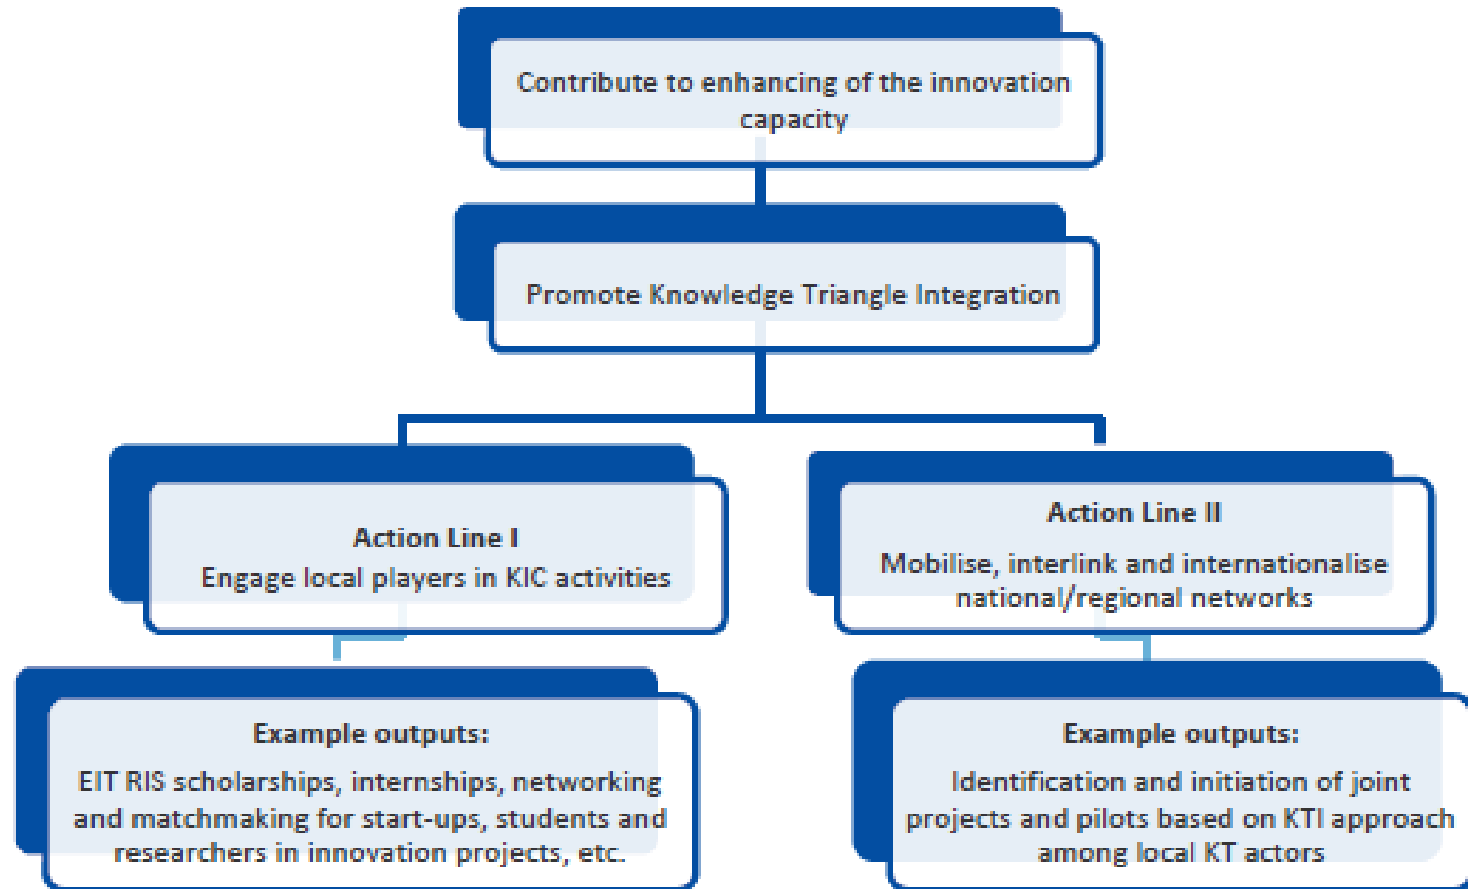 Contribute to enhancing of the innovation
capacity
Promote Knowledge Triangle Integration
Action Line I
Engage local players in KIC activities
Action Line II
Mobilise, interlink and internationalise
national/regional networks
Example outputs:
EIT RIS scholarships, internships, networking
and matchmaking for start-ups, students and
researchers in innovation projects, etc.
Example outputs:
Identification and initiation of joint
projects and pilots based on KTI approach
among local KT actors